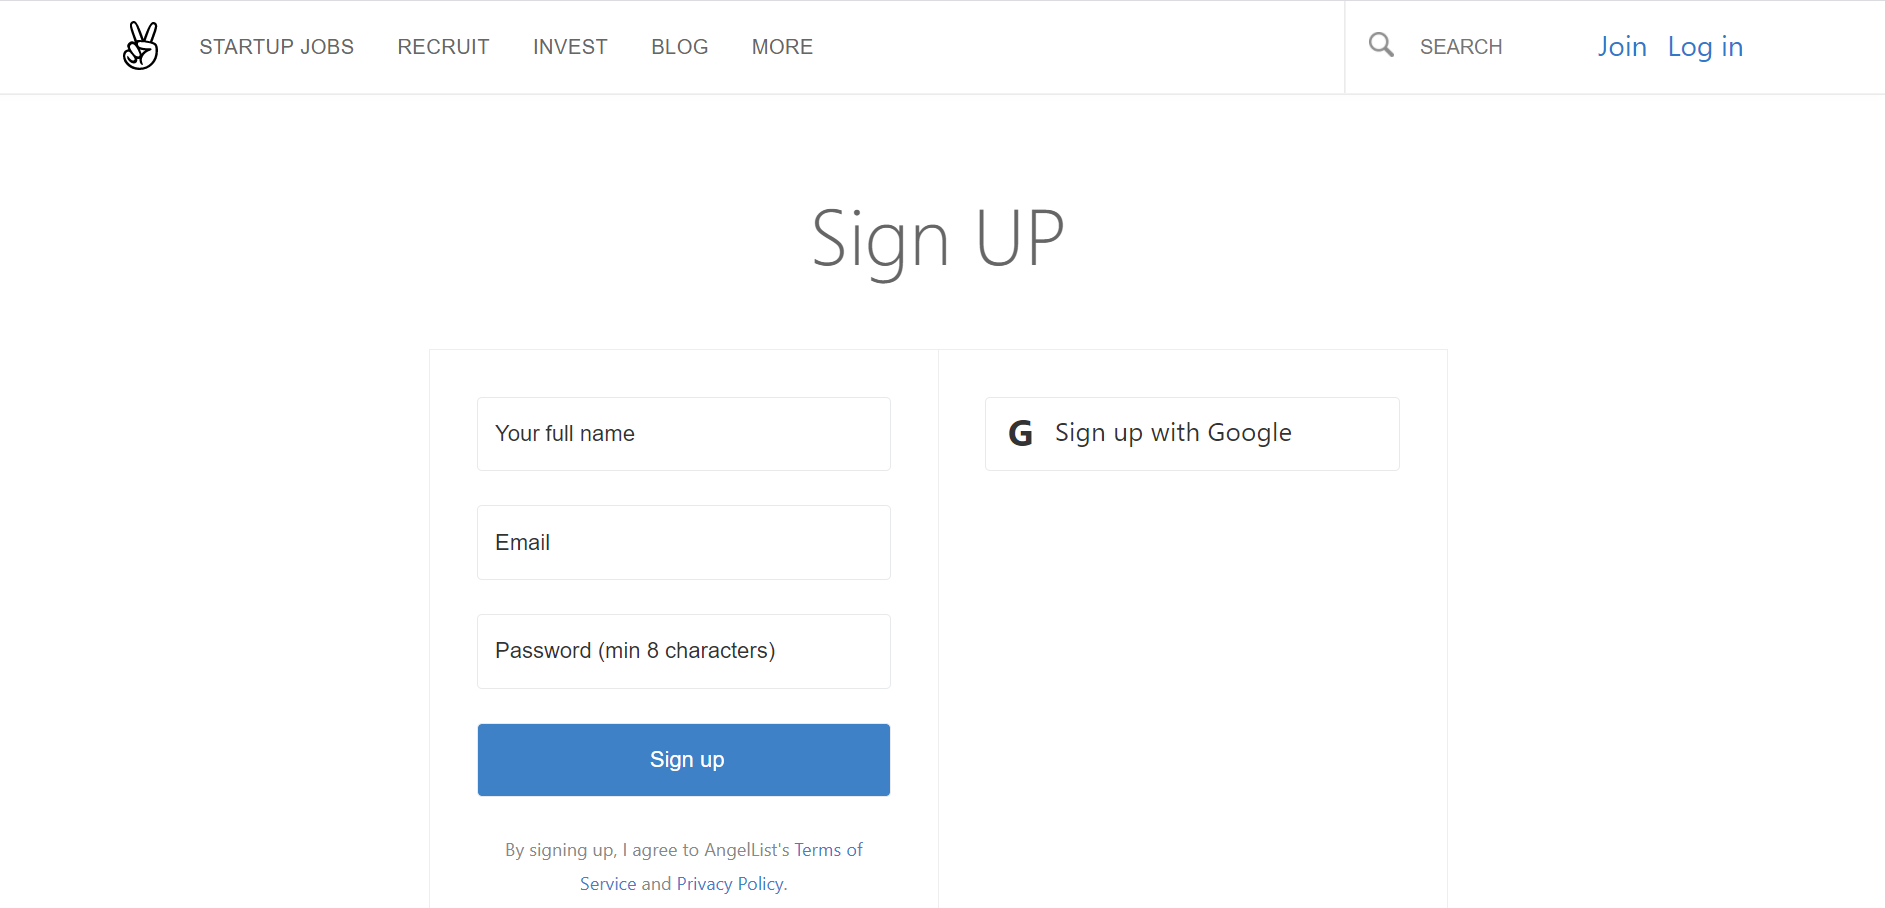 STARTUP JOBS RECRUIT INVEST BLOG MORE SEARCH Join Log in
Sign UP
Your full name
Email
Password (min 8 characters)
Sign up
By signing up, I agree to AngelList's Terms of
Service and Privacy Policy.
G Sign up with Google